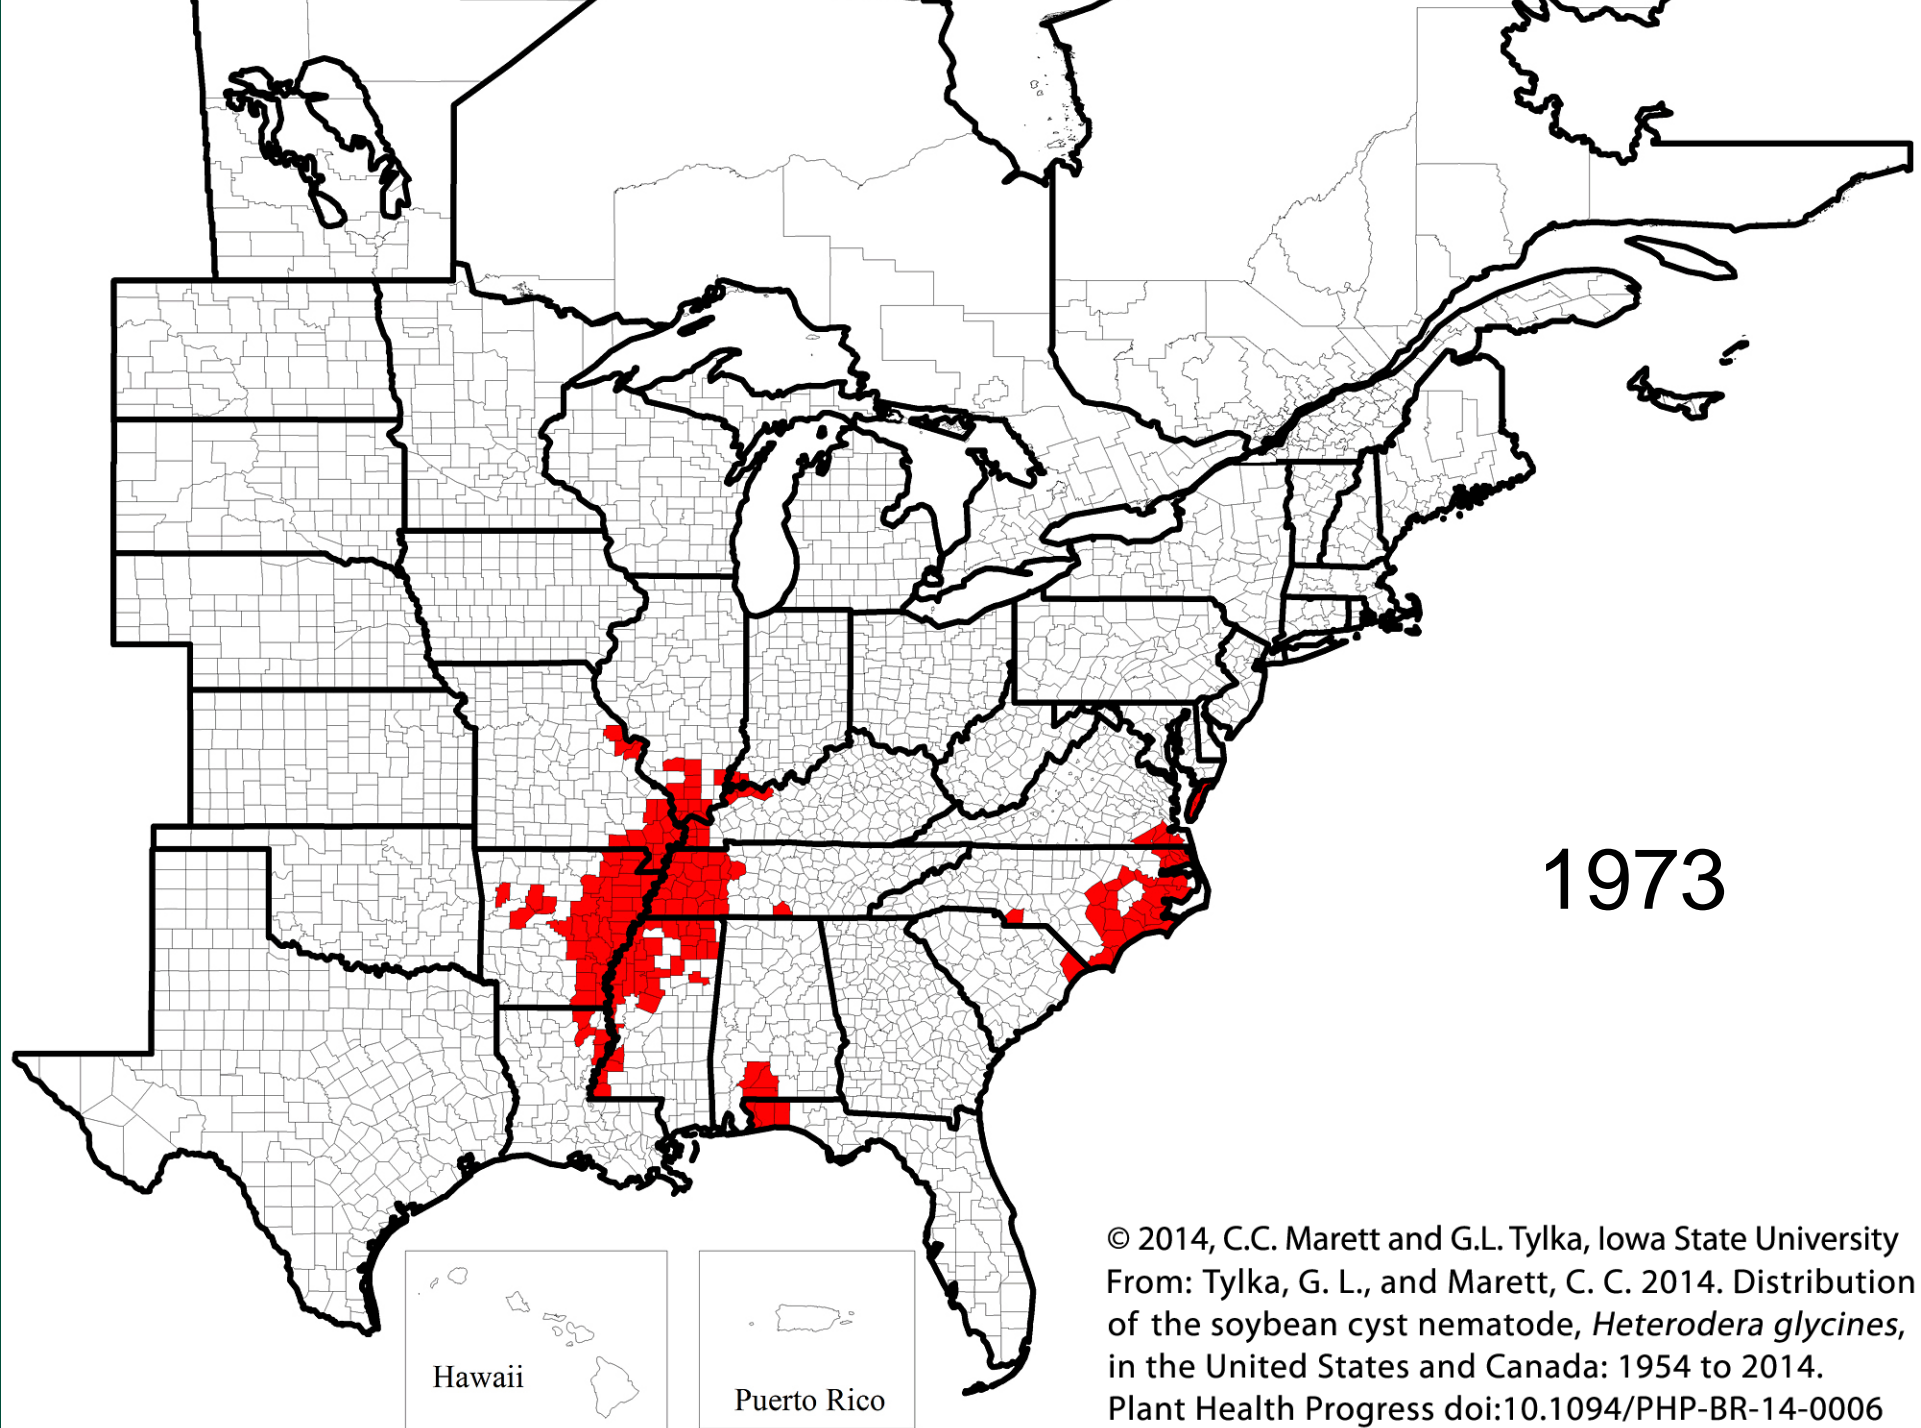 1973
© 2014, C.C. Marett and G.L. Tylka, Iowa State University
From: Tylka, G. L., and Marett, C. C. 2014. Distribution
of the soybean cyst nematode, Heterodera glycines,
in the United States and Canada: 1954 to 2014.
Plant Health Progress doi:10.1094/PHP-BR-14-0006
Hawaii
Puerto Rico